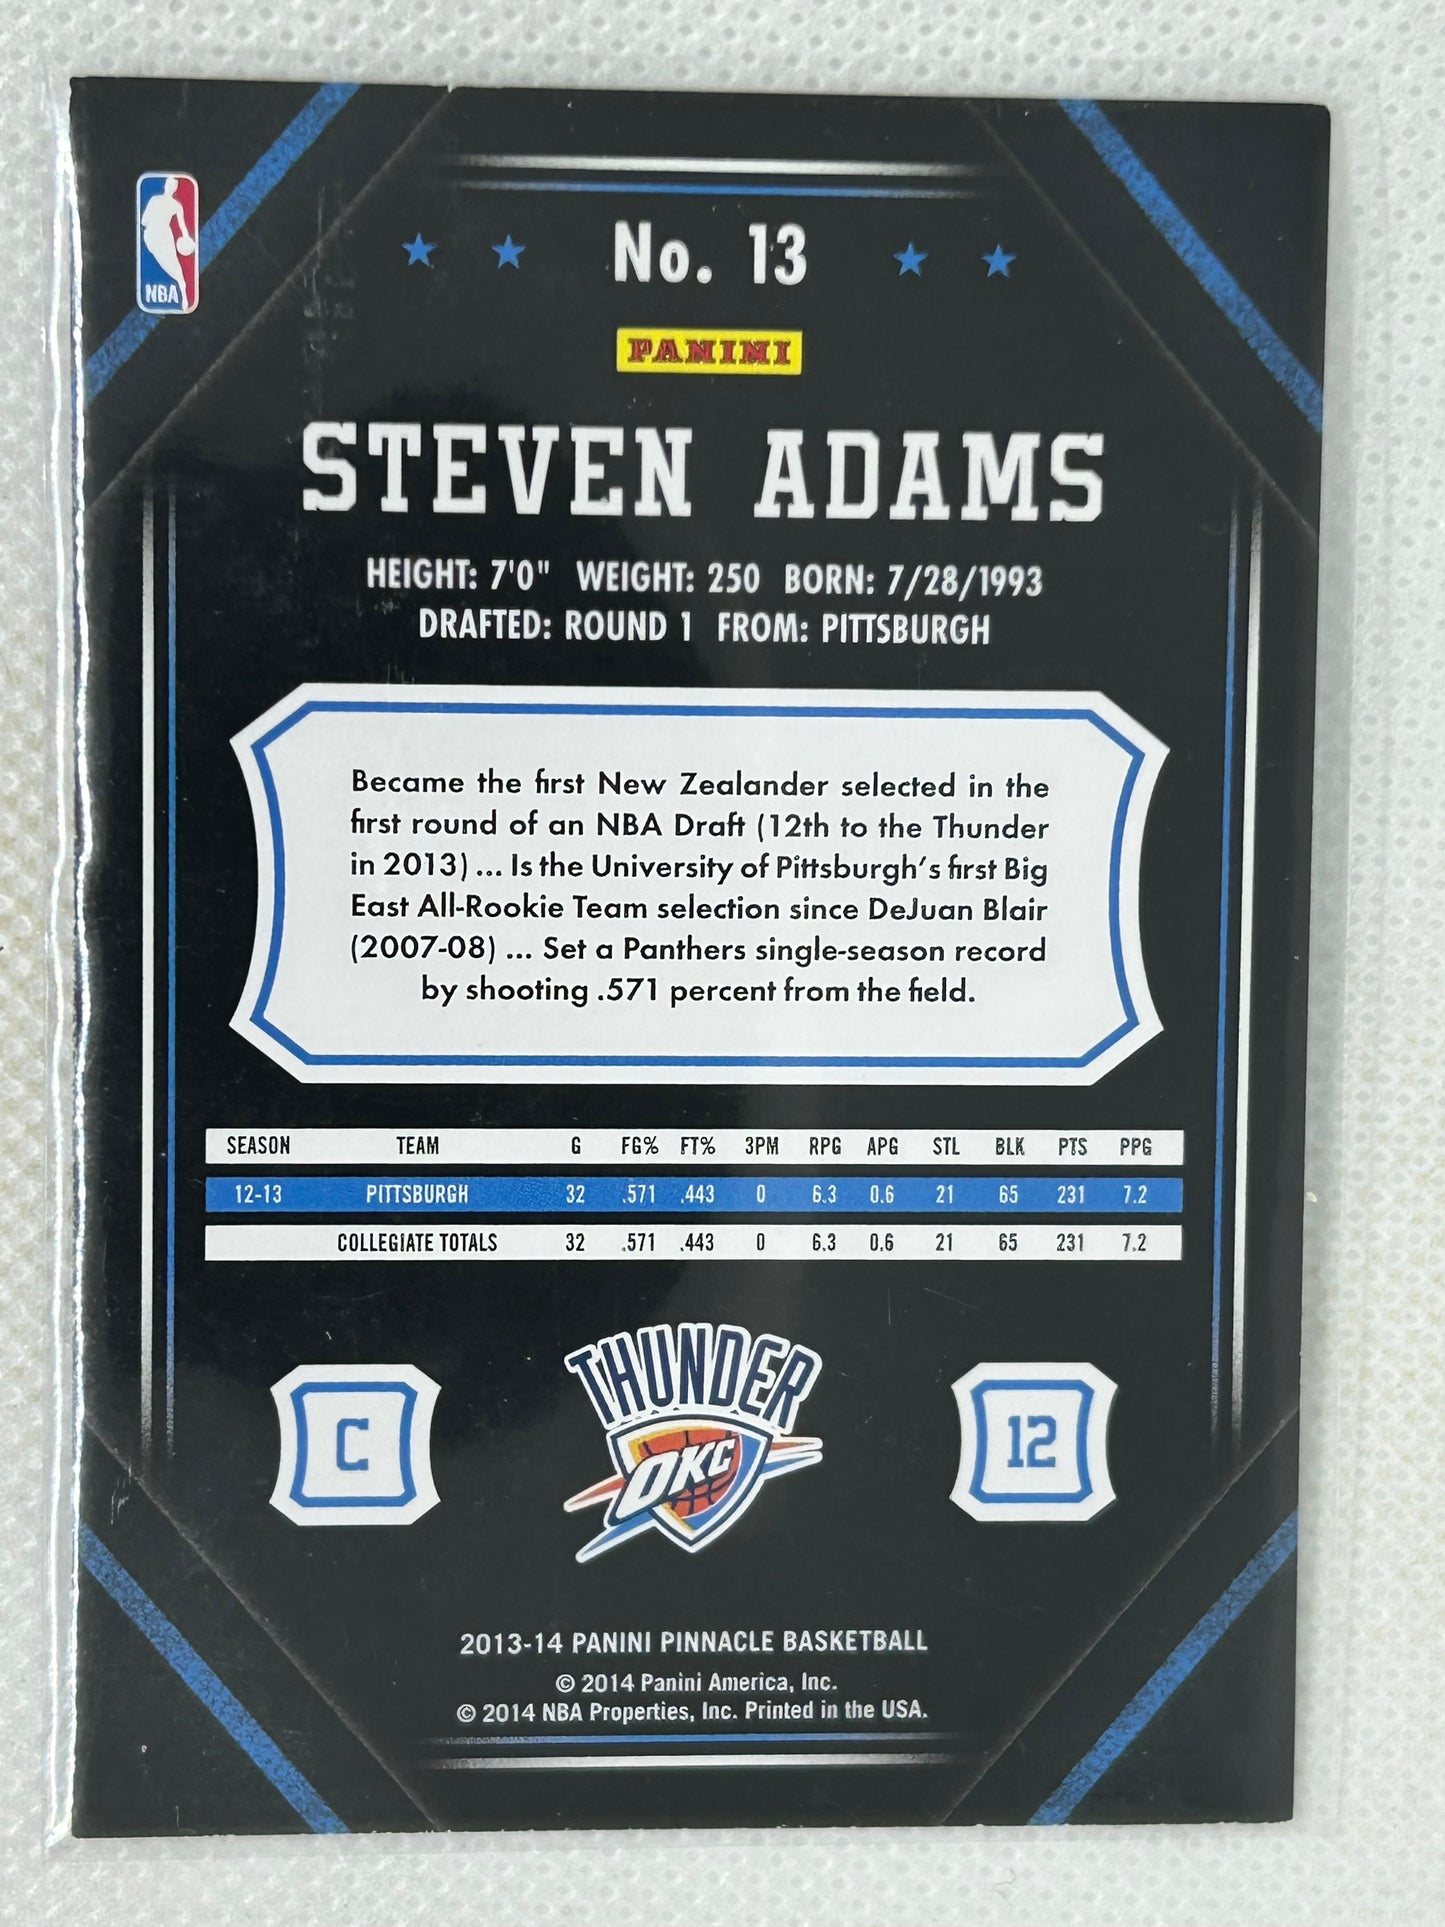 NBA
No. 13
PANINI
STEVEN ADAMS
HEIGHT: 7'0" WEIGHT: 250 BORN: 7/28/1993
DRAFTED: ROUND 1 FROM: PITTSBURGH
Became the first New Zealander selected in the
first round of an NBA Draft (12th to the Thunder
in 2013) ... Is the University of Pittsburgh's first Big
East All-Rookie Team selection since DeJuan Blair
(2007-08) ... Set a Panthers single-season record
by shooting .571 percent from the field.
SEASON TEAM G FG% FT% 3PM RPG APG STL BLK PTS PPG
12-13 PITTSBURGH 32 .571 .443 0 6.3 0.6 21 65 231 7.2
COLLEGIATE TOTALS 32 .571 .443 0 6.3 0.6 21 65 231 7.2
THUNDER
C OKC 12
2013-14 PANINI PINNACLE BASKETBALL
© 2014 Panini America, Inc.
© 2014 NBA Properties, Inc. Printed in the USA.